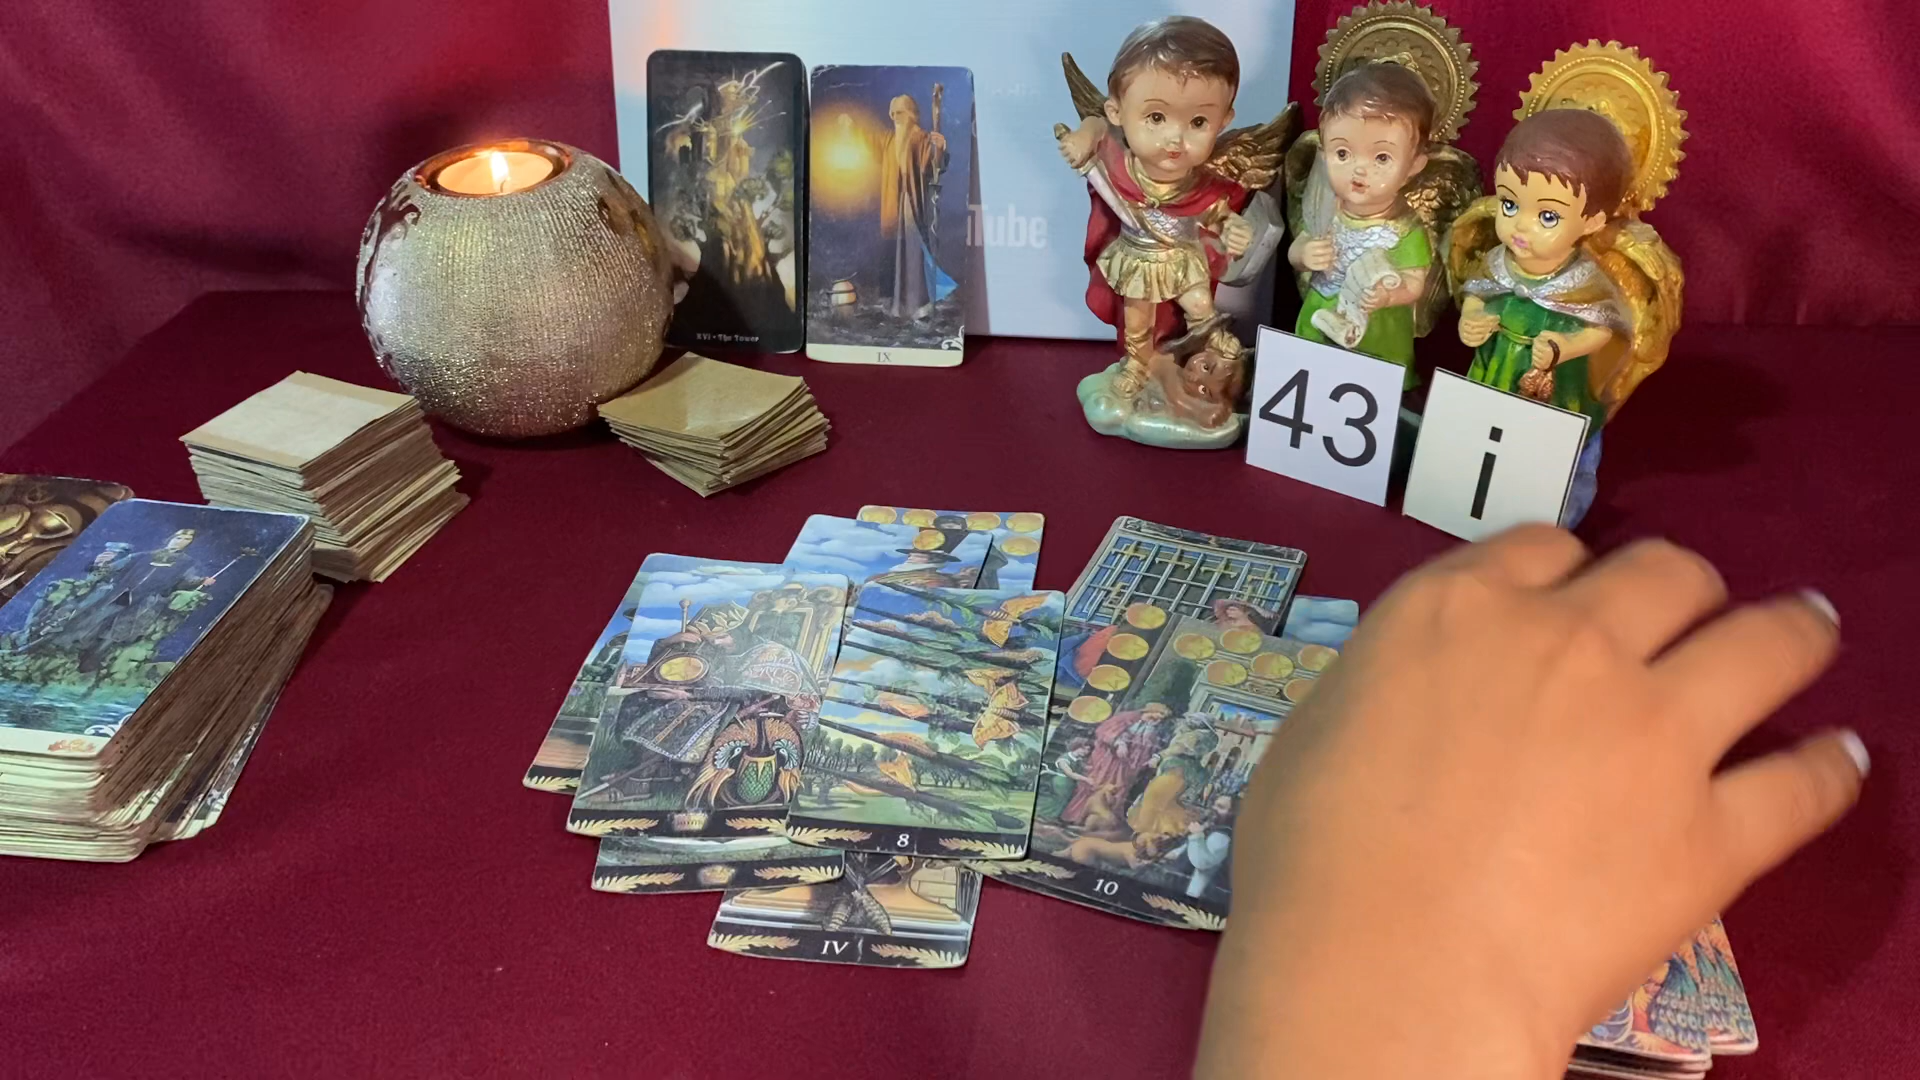 Tube
XVI • The Tower
IX
43
i
8
10
IV